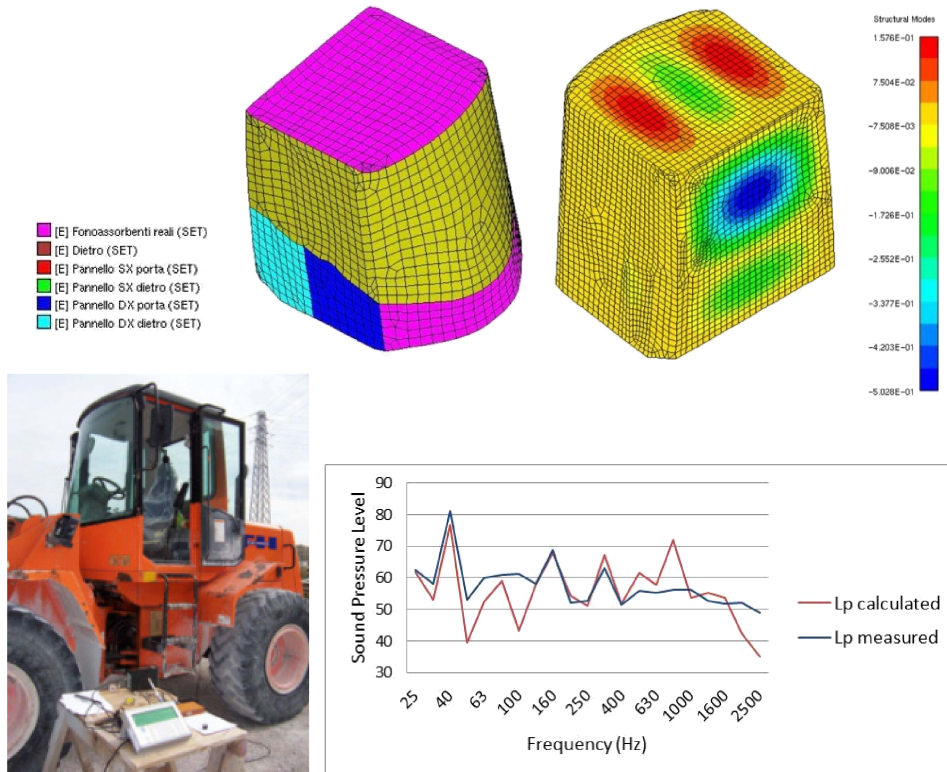 Structural Modes
1.576E-01
7.504E-02
-7.508E-03
-9.006E-02
-1.726E-01
-2.552E-01
-3.377E-01
-4.203E-01
-5.028E-01
[E] Fonoassorbenti reali (SET)
[E] Dietro (SET)
[E] Pannello SX porta (SET)
[E] Pannello SX dietro (SET)
[E] Pannello DX porta (SET)
[E] Pannello DX dietro (SET)
Sound Pressure Level
90
80
70
60
50
40
30
25
40
63
100
160
250
400
630
1000
1600
2500
Frequency (Hz)
Lp calculated
Lp measured